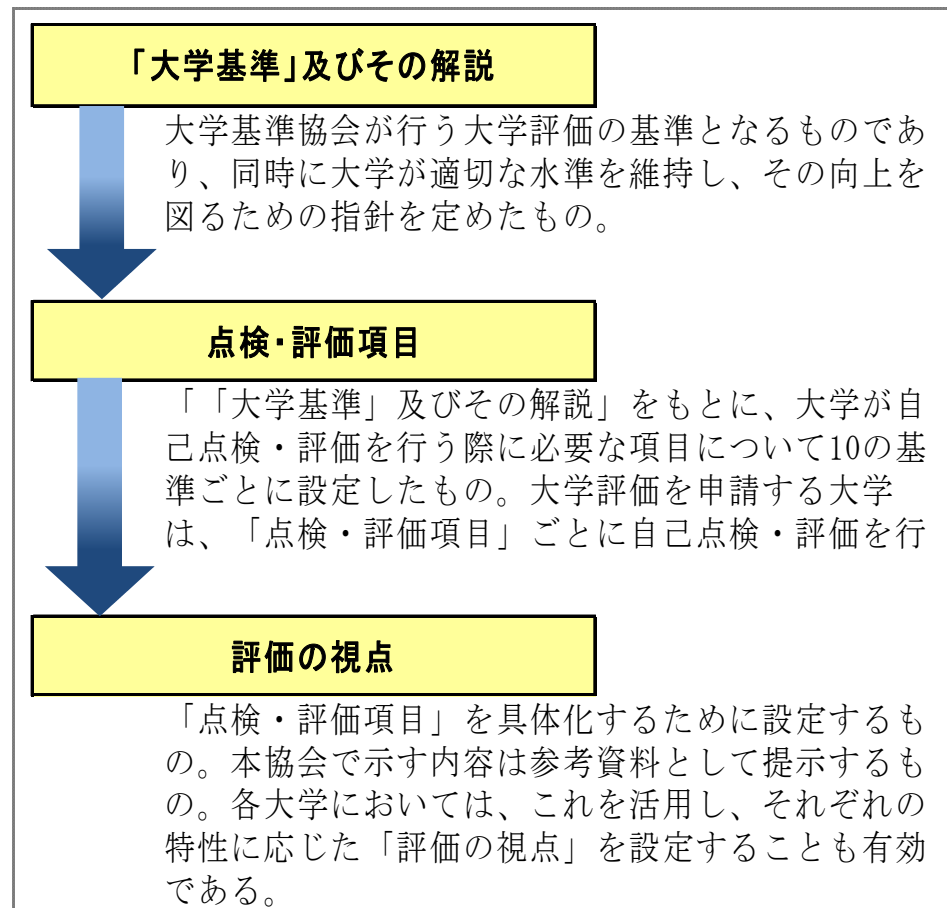 「大学基準」及びその解説
大学基準協会が行う大学評価の基準となるものであ
り、同時に大学が適切な水準を維持し、その向上を
図るための指針を定めたもの。
点検・評価項目
「「大学基準」及びその解説」をもとに、大学が自
己点検・評価を行う際に必要な項目について10の基
準ごとに設定したもの。大学評価を申請する大学
は、「点検・評価項目」ごとに自己点検・評価を行
評価の視点
「点検・評価項目」を具体化するために設定するも
の。本協会で示す内容は参考資料として提示するも
の。各大学においては、これを活用し、それぞれの
特性に応じた「評価の視点」を設定することも有効
である。